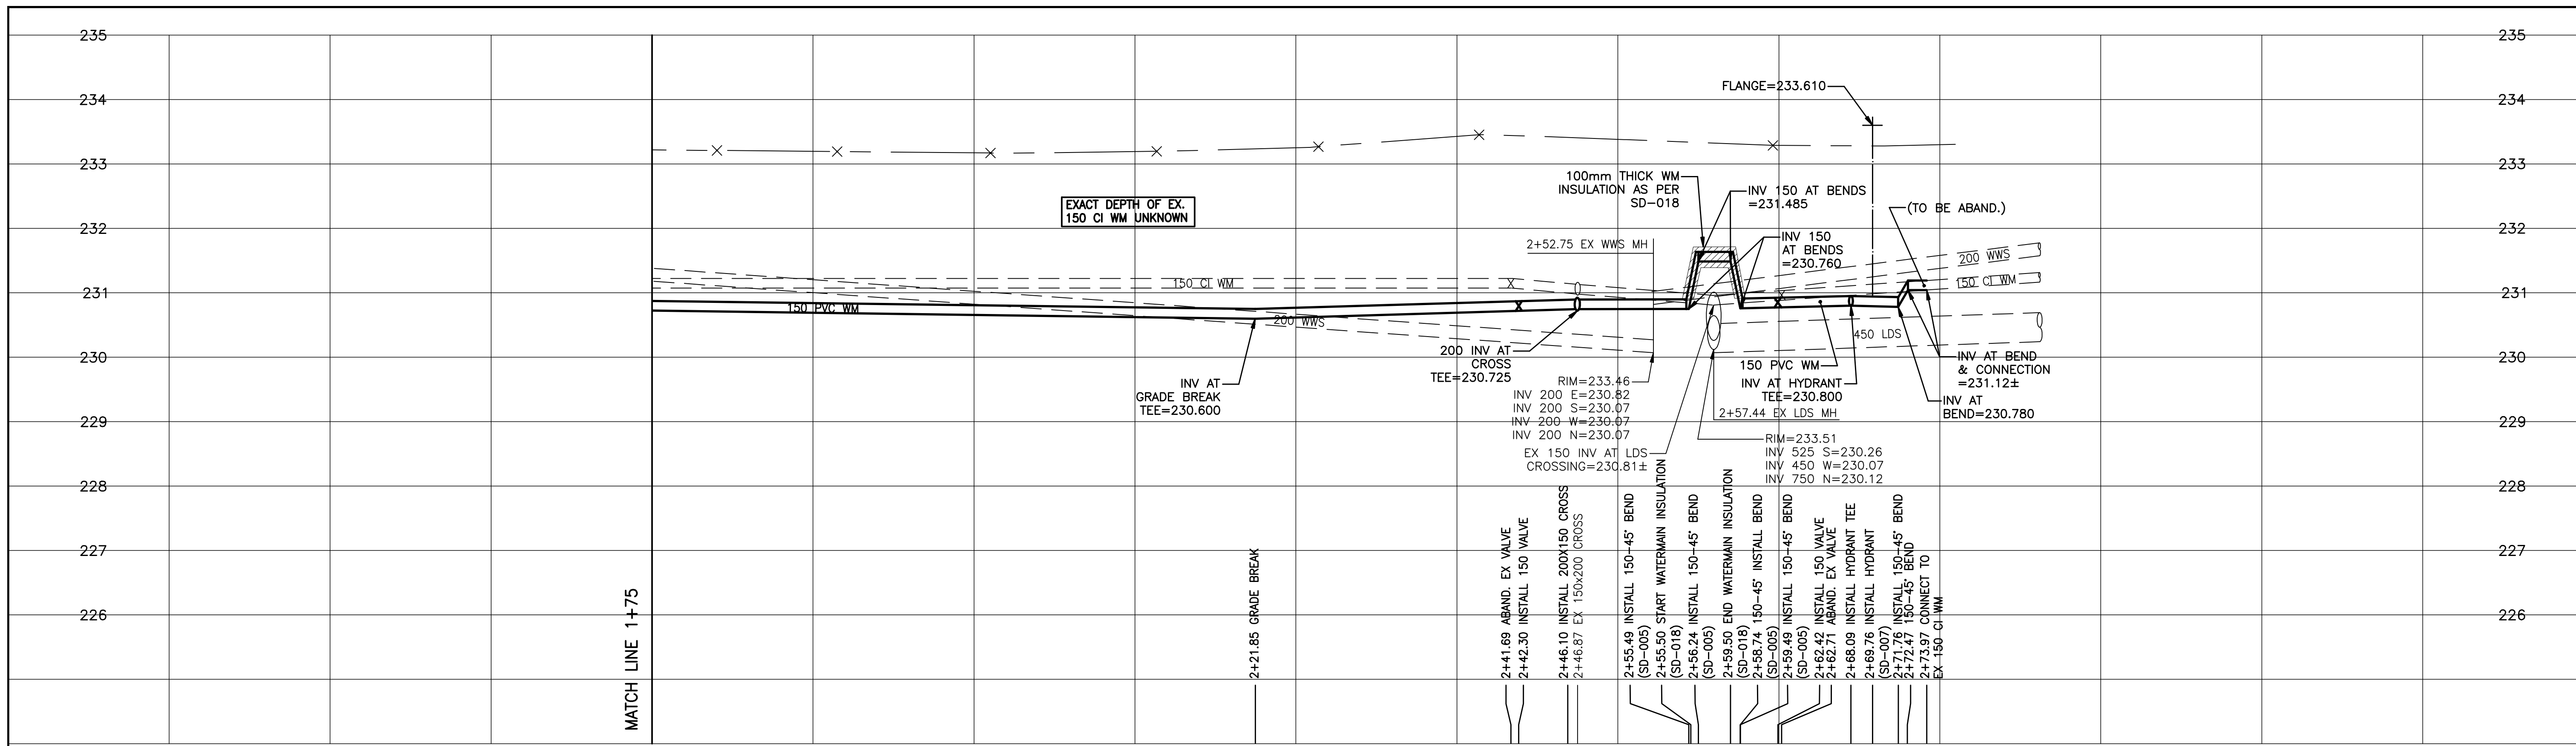 235
235
FLANGE=233.610
234
234
233
233
100mm THICK WM
INSULATION AS PER
SD-018
INV 150 AT BENDS
=231.485
EXACT DEPTH OF EX.
150 CI WM UNKNOWN
(TO BE ABAND.)
232
232
2+52.75 EX WWS MH
INV 150
AT BENDS
=230.760
200 WWS
150 CI WM
150 CI WM
231
231
150 PVC WM
200 WWS
450 LDS
230
230
200 INV AT
CROSS
TEE=230.725
150 PVC WM
INV AT BEND
& CONNECTION
=231.12±
INV AT
GRADE BREAK
TEE=230.600
RIM=233.46
INV 200 E=230.82
INV 200 S=230.07
INV 200 W=230.07
INV 200 N=230.07
INV AT HYDRANT
TEE=230.800
INV AT
BEND=230.780
2+57.44 EX LDS MH
229
229
EX 150 INV AT LDS
CROSSING=230.81±
RIM=233.51
INV 525 S=230.26
INV 450 W=230.07
INV 750 N=230.12
228
228
227
227
226
226
MATCH LINE 1+75
2+21.85 GRADE BREAK
2+41.69 ABAND. EX VALVE
2+42.30 INSTALL 150 VALVE
2+46.10 INSTALL 200X150 CROSS
2+46.87 EX 150x200 CROSS
2+55.49 INSTALL 150-45° BEND
(SD-005)
2+55.50 START WATERMAIN INSULATION
(SD-018)
2+56.24 INSTALL 150-45° BEND
(SD-005)
2+59.50 END WATERMAIN INSULATION
(SD-018)
2+58.74 150-45° INSTALL BEND
(SD-005)
2+59.49 INSTALL 150-45° BEND
(SD-005)
2+62.42 INSTALL 150 VALVE
2+62.71 ABAND. EX VALVE
2+68.09 INSTALL HYDRANT TEE
2+69.76 INSTALL HYDRANT
(SD-007)
2+71.76 INSTALL 150-45° BEND
2+72.47 150-45° BEND
2+73.97 CONNECTCT TO
EX 150 CI WM